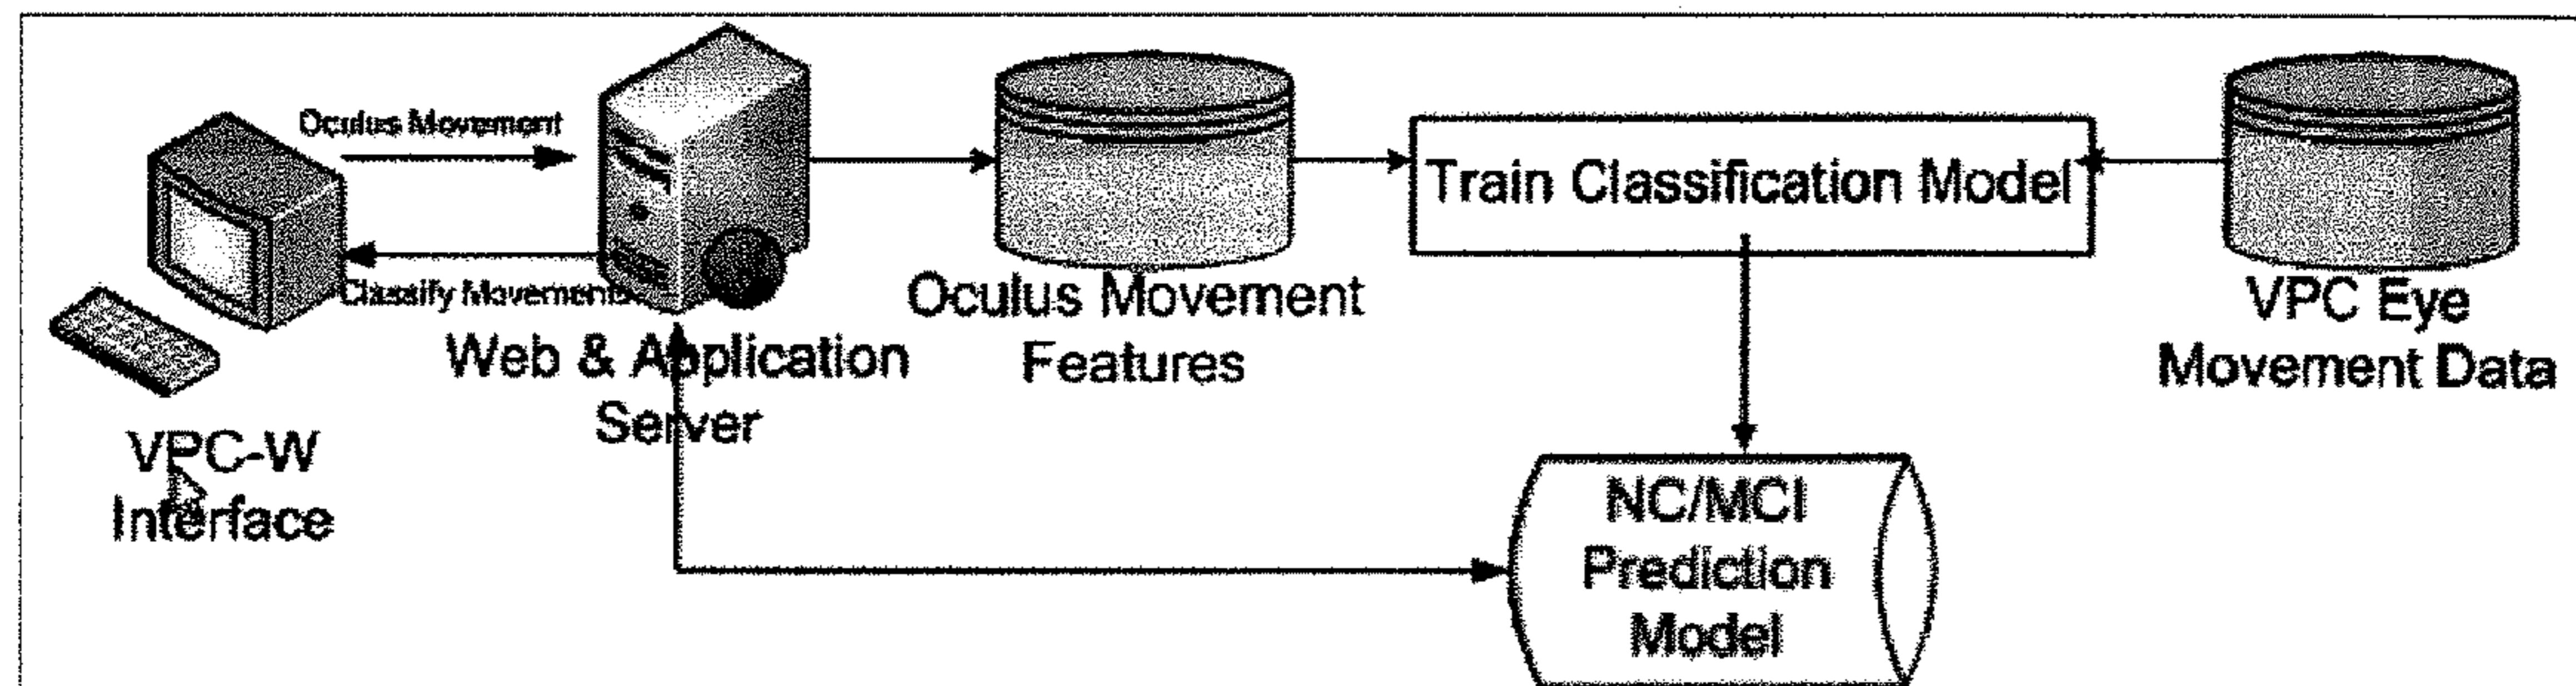 Oculus Movement
Classify Movements
VPC-W
Interface
Web & Application
Server
Oculus Movement
Features
Train Classification Model
VPC Eye
Movement Data
NC/MCI
Prediction
Model